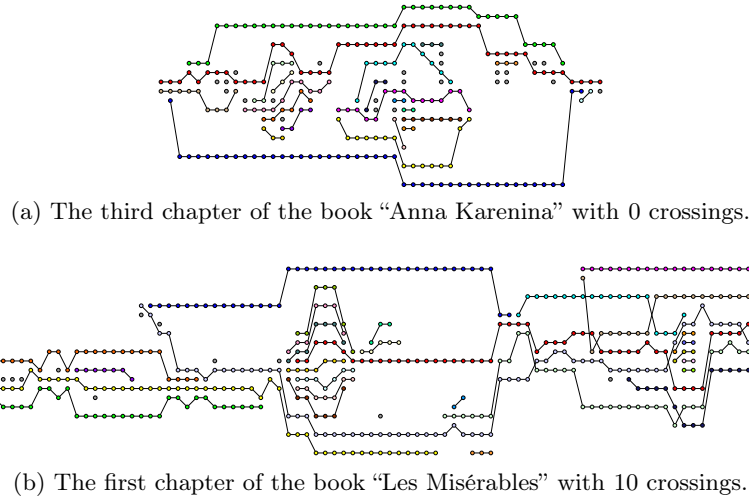 (a) The third chapter of the book “Anna Karenina” with 0 crossings.
(b) The first chapter of the book “Les Misérables” with 10 crossings.